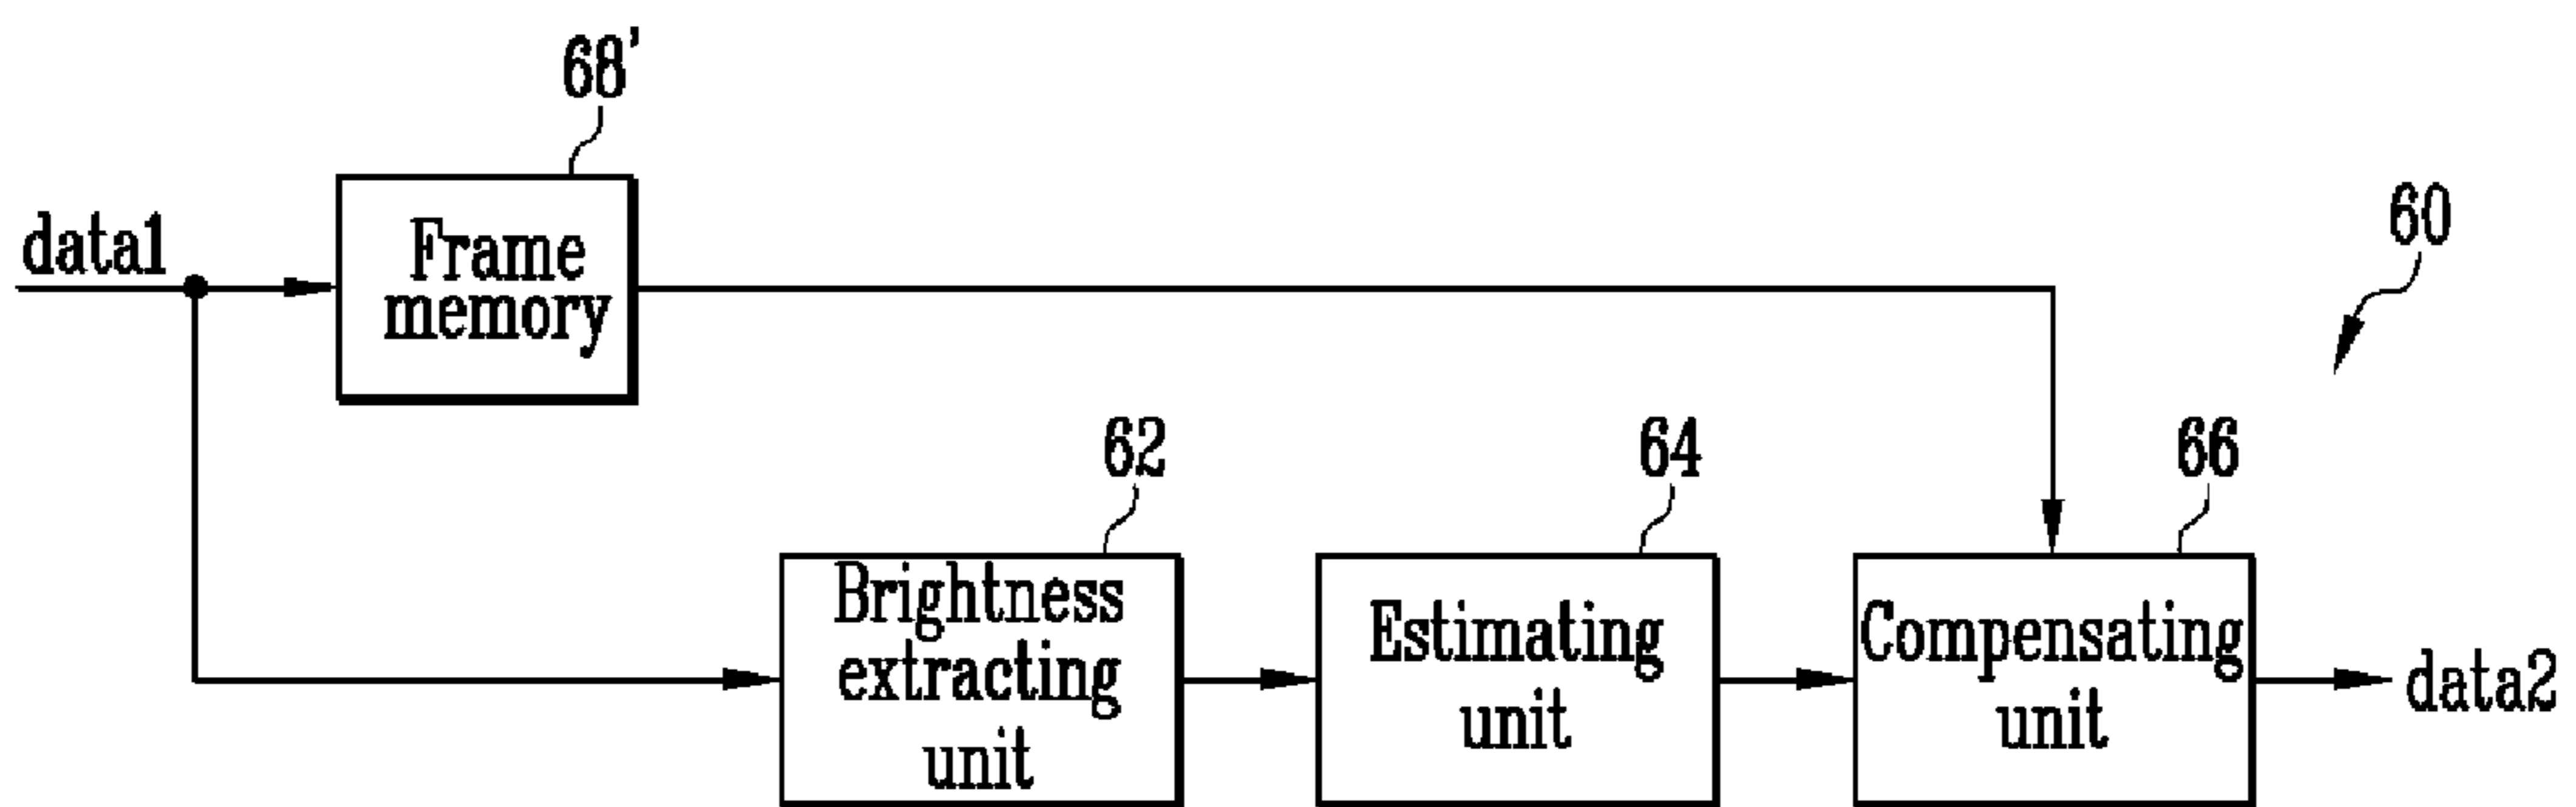 68'
data1
Frame
memory
60
62
64
66
Brightness
extracting
unit
Estimating
unit
Compensating
unit
data2